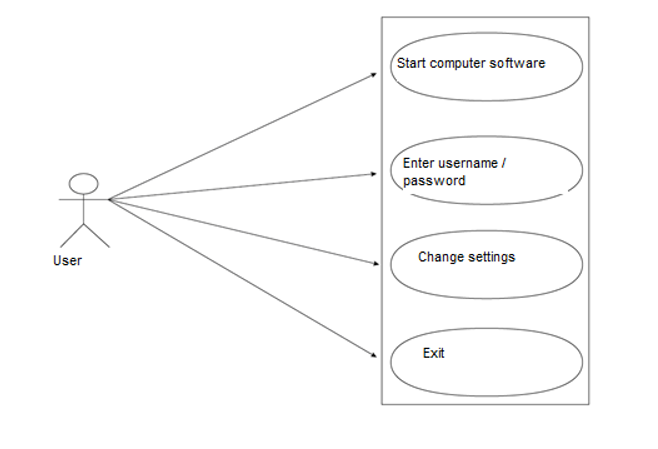 Start computer software
Enter username /
password
Change settings
User
Exit